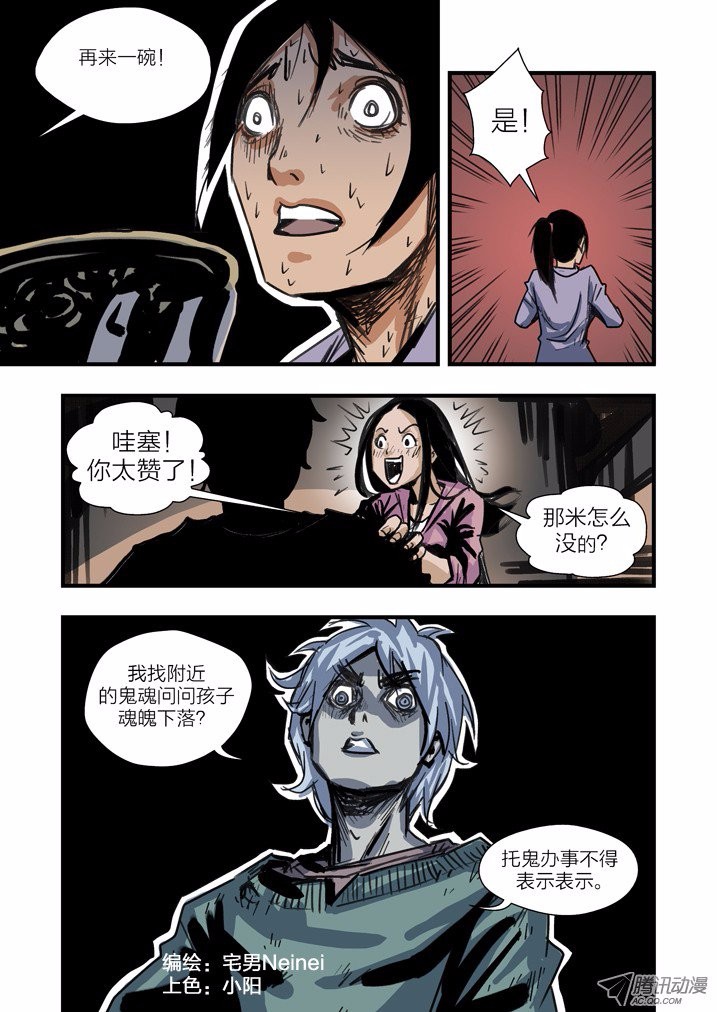 再来一碗！
是！
哇塞！
你太赞了！
那米怎么
没的？
我找附近
的鬼魂问问孩子
魂魄下落？
托鬼办事不得
表示表示。
编绘：宅男Neinei
上色：小阳
腾讯动漫
AC.QQ.COM